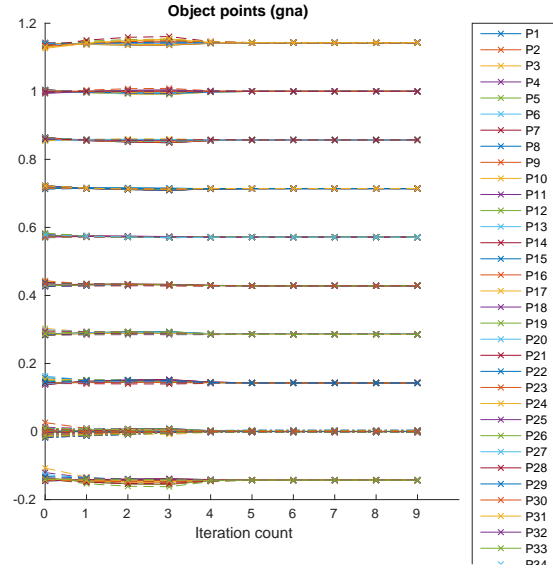 Object points (gna)
1.2
1
0.8
0.6
0.4
0.2
0
-0.2
0 1 2 3 4 5 6 7 8 9
Iteration count
P1
P2
P3
P4
P5
P6
P7
P8
P9
P10
P11
P12
P13
P14
P15
P16
P17
P18
P19
P20
P21
P22
P23
P24
P25
P26
P27
P28
P29
P30
P31
P32
P33
P34